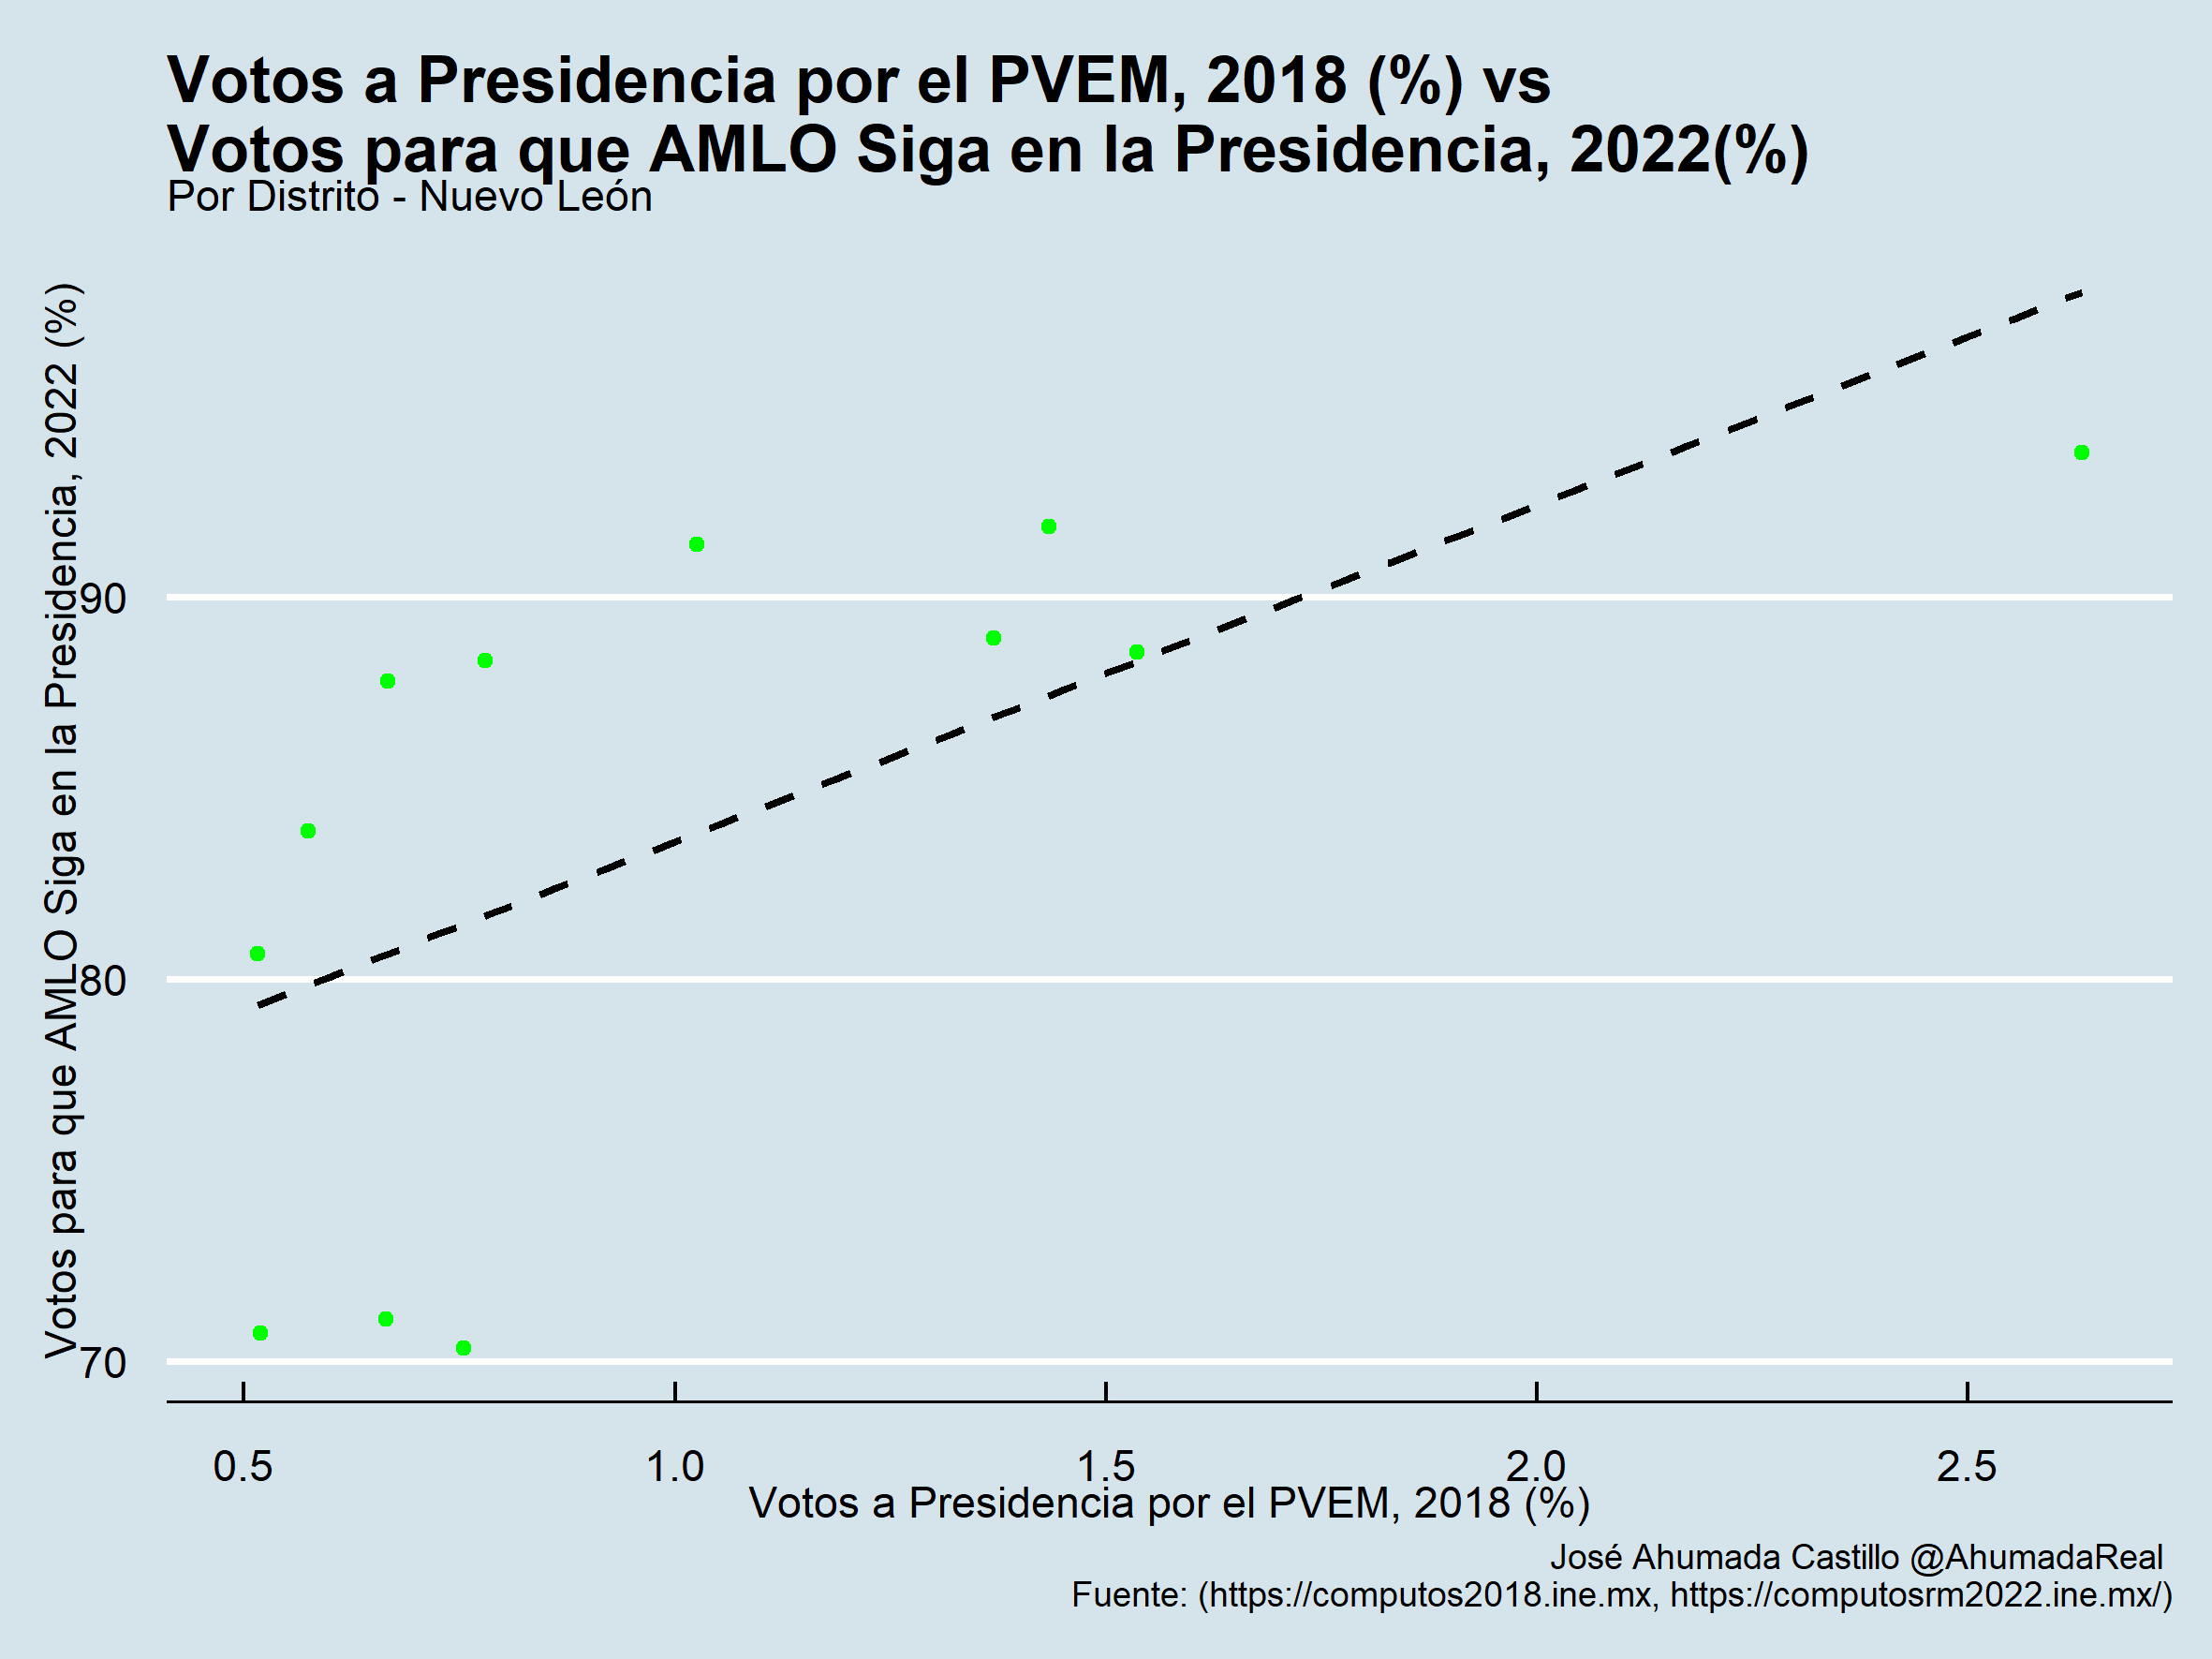 Votos a Presidencia por el PVEM, 2018 (%) vs
Votos para que AMLO Siga en la Presidencia, 2022(%)
Por Distrito - Nuevo León
Votos para que AMLO Siga en la Presidencia, 2022 (%)
90
80
70
0.5 1.0 1.5 2.0 2.5
Votos a Presidencia por el PVEM, 2018 (%)
José Ahumada Castillo @AhumadaReal
Fuente: (https://computos2018.ine.mx, https://computosrm2022.ine.mx/)